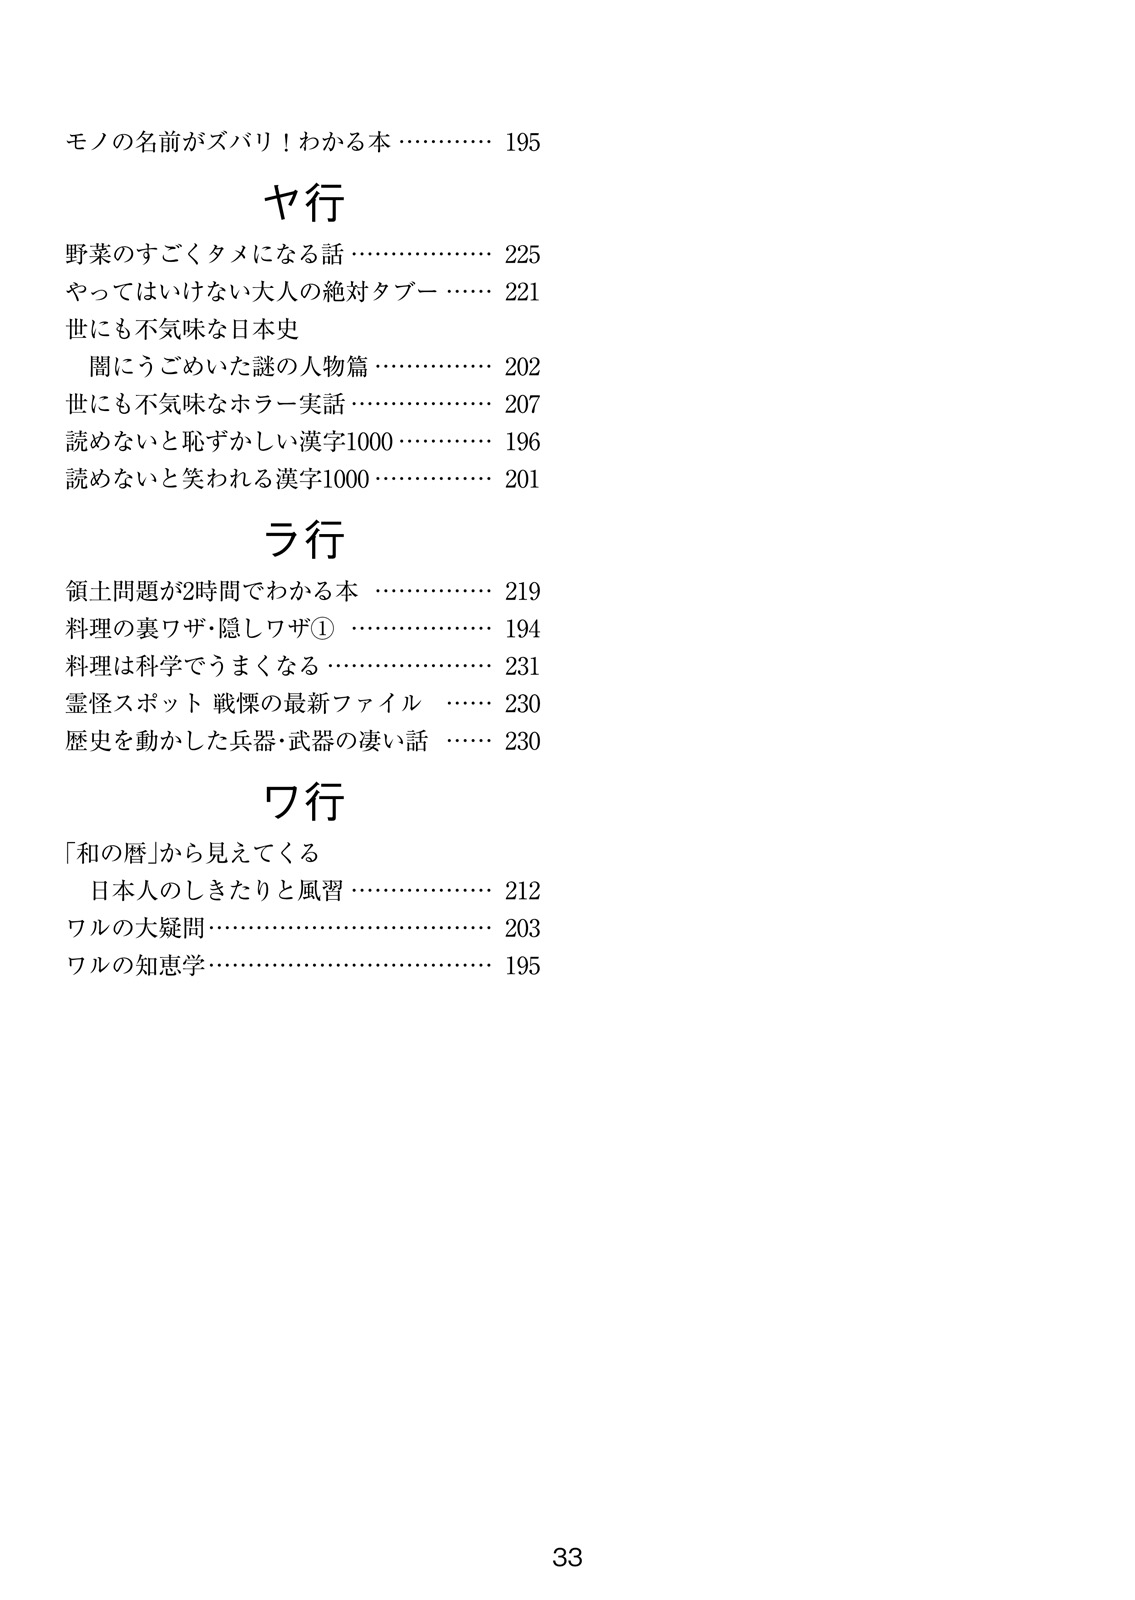 モノの名前がズバリ！わかる本 ………… 195
ヤ行
野菜のすごくタメになる話 ……………… 225
やってはいけない大人の絶対タブー …… 221
世にも不気味な日本史
闇にうごめいた謎の人物篇 …………… 202
世にも不気味なホラー実話 ……………… 207
読めないと恥ずかしい漢字1000 ………… 196
読めないと笑われる漢字1000 …………… 201
ラ行
領土問題が2時間でわかる本 …………… 219
料理の裏ワザ・隠しワザ① ……………… 194
料理は科学でうまくなる ………………… 231
霊怪スポット 戦慄の最新ファイル …… 230
歴史を動かした兵器・武器の凄い話 …… 230
ワ行
「和の暦」から見えてくる
日本人のしきたりと風習 ……………… 212
ワルの大疑問 ……………………………… 203
ワルの知恵学 ……………………………… 195
33